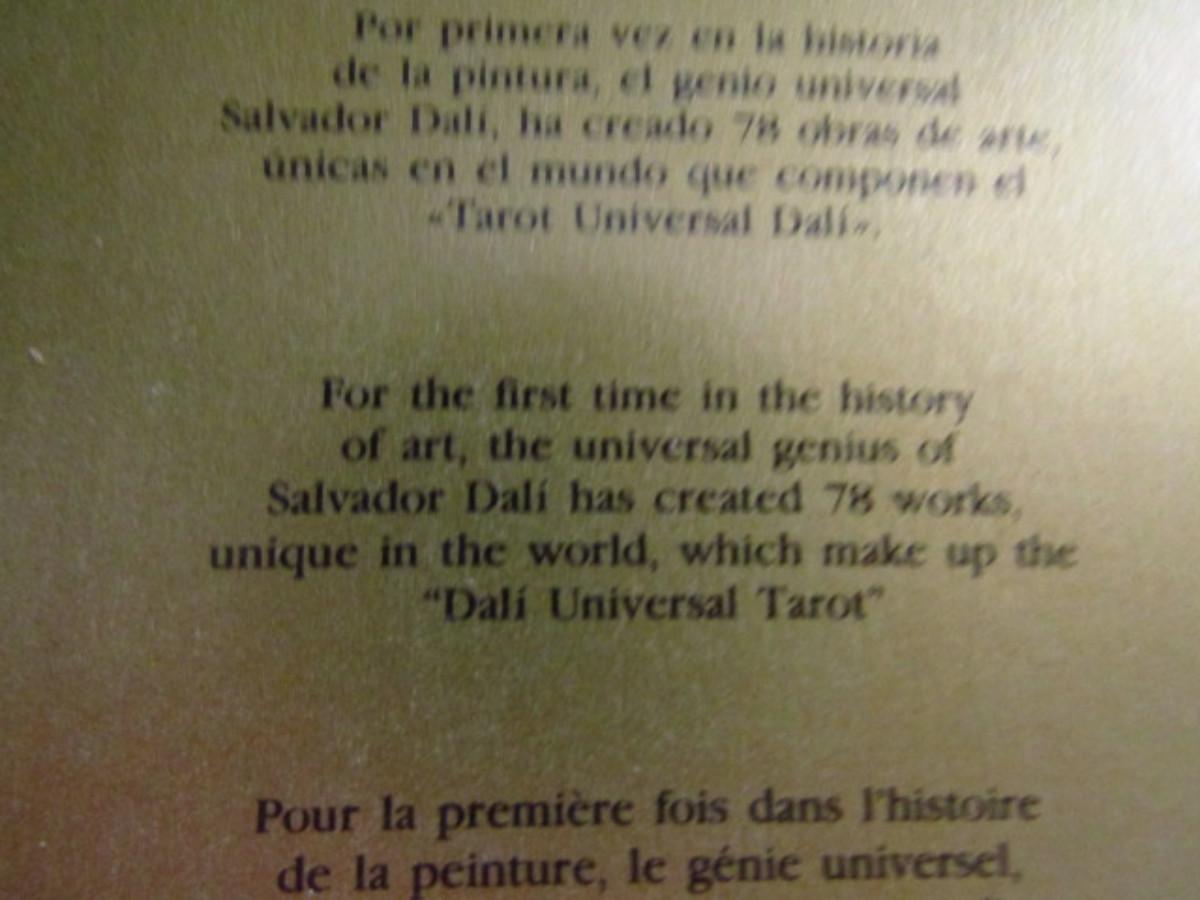 Por primera vez en la historia
de la pintura, el genio universal
Salvador Dalí, ha creado 78 obras de arte,
únicas en el mundo que componen el
«Tarot Universal Dalí».
For the first time in the history
of art, the universal genius of
Salvador Dalí has created 78 works,
unique in the world, which make up the
“Dalí Universal Tarot”
Pour la première fois dans l'histoire
de la peinture, le génie universel,